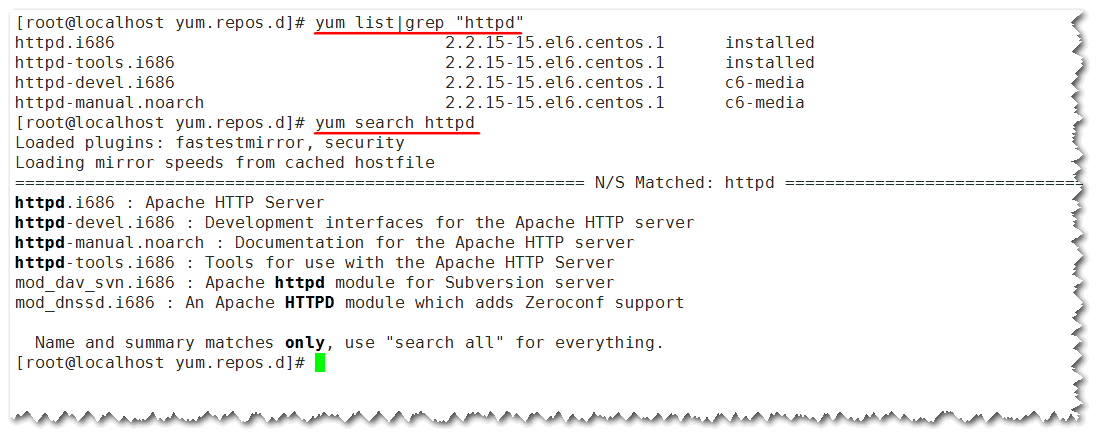 [root@localhost yum.repos.d]# yum list|grep "httpd"
httpd.i686                                 2.2.15-15.el6.centos.1      installed
httpd-tools.i686                           2.2.15-15.el6.centos.1      installed
httpd-devel.i686                           2.2.15-15.el6.centos.1      c6-media
httpd-manual.noarch                        2.2.15-15.el6.centos.1      c6-media
[root@localhost yum.repos.d]# yum search httpd
Loaded plugins: fastestmirror, security
Loading mirror speeds from cached hostfile
========================================================= N/S Matched: httpd ==============================
httpd.i686 : Apache HTTP Server
httpd-devel.i686 : Development interfaces for the Apache HTTP server
httpd-manual.noarch : Documentation for the Apache HTTP server
httpd-tools.i686 : Tools for use with the Apache HTTP Server
mod_dav_svn.i686 : Apache httpd module for Subversion server
mod_dnssd.i686 : An Apache HTTPD module which adds Zeroconf support
  Name and summary matches only, use "search all" for everything.
[root@localhost yum.repos.d]#